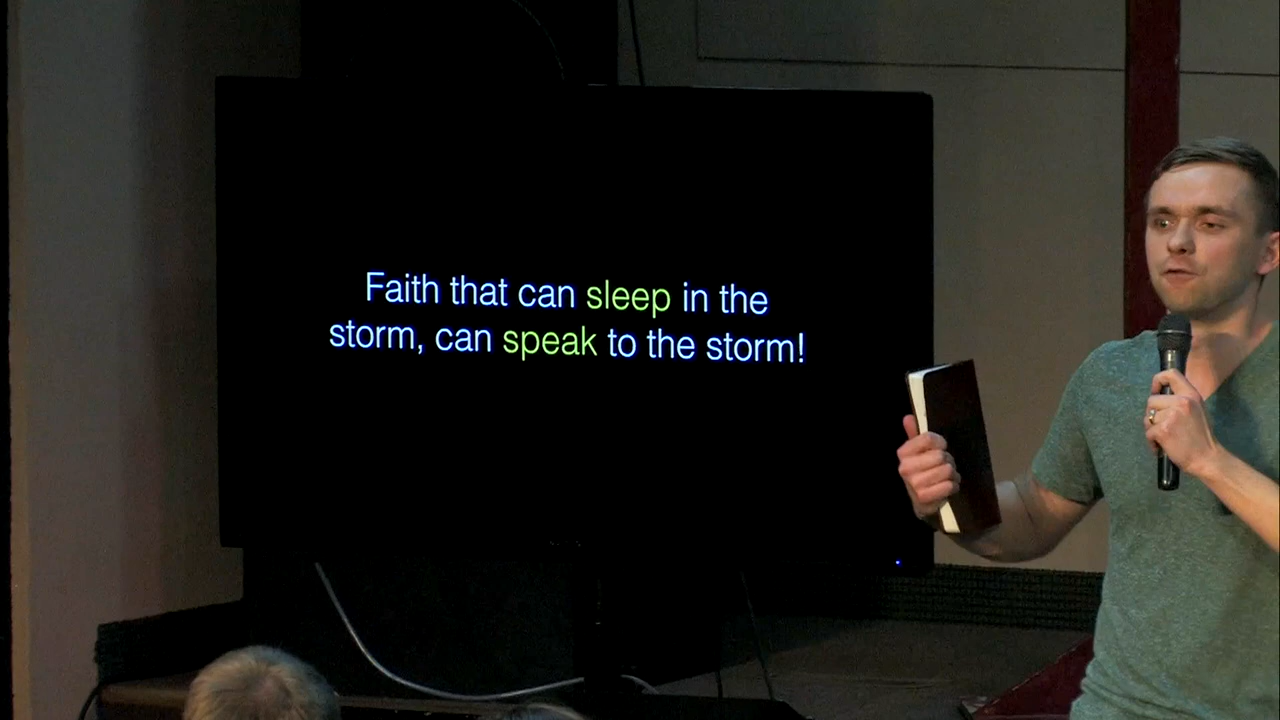 Faith that can sleep in the
storm, can speak to the storm!